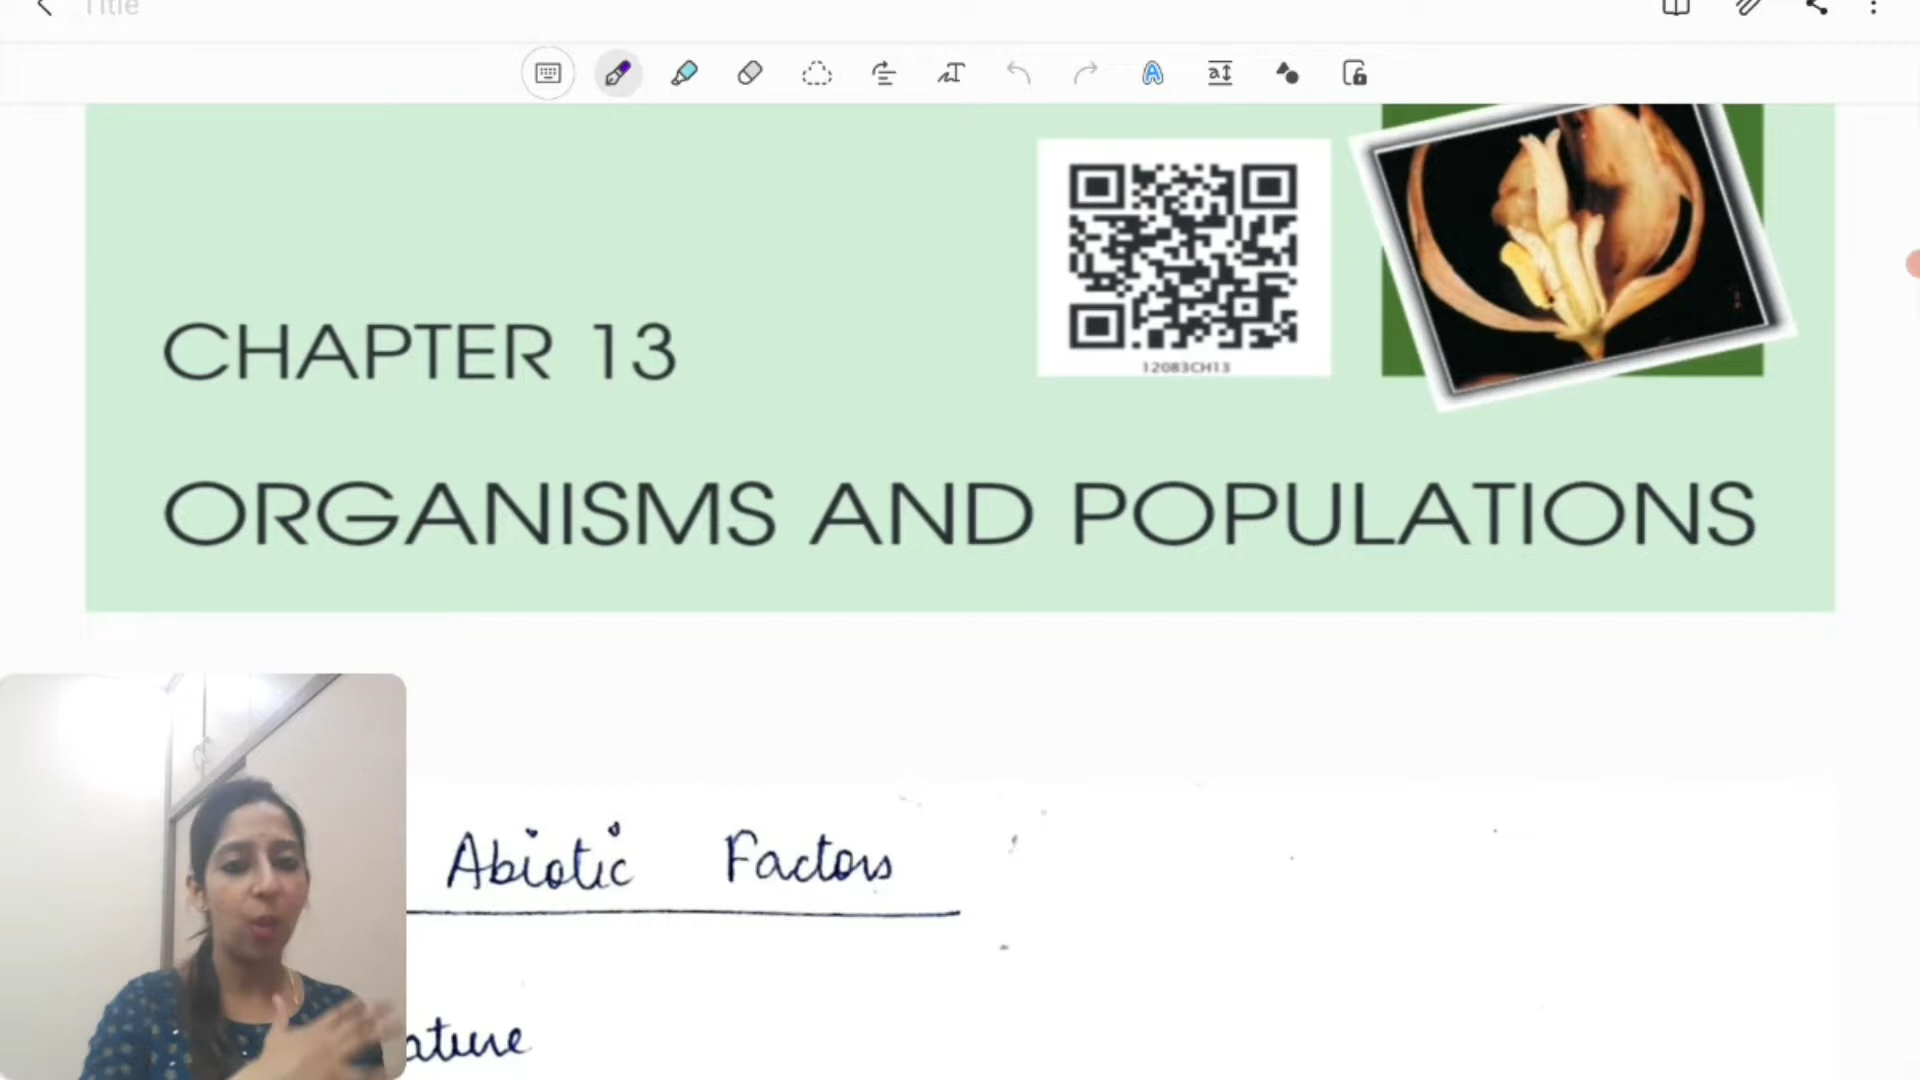 Title
12083CH13
CHAPTER 13
ORGANISMS AND POPULATIONS
Abiotic Factors
ature